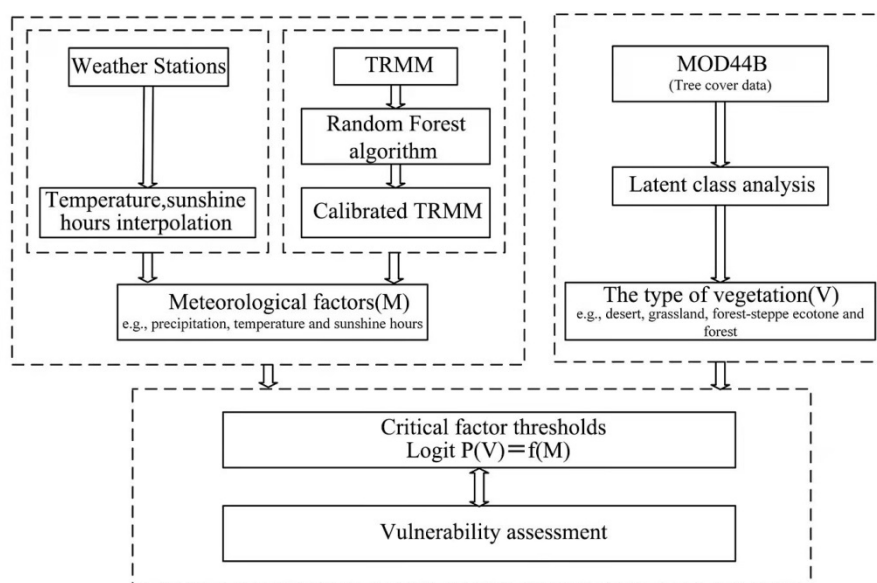 Weather Stations
Temperature,sunshine
hours interpolation
TRMM
Random Forest
algorithm
Calibrated TRMM
Meteorological factors(M)
e.g., precipitation, temperature and sunshine hours
MOD44B
(Tree cover data)
Latent class analysis
The type of vegetation(V)
e.g., desert, grassland, forest-steppe ecotone and
forest
Critical factor thresholds
Logit P(V)=f(M)
Vulnerability assessment